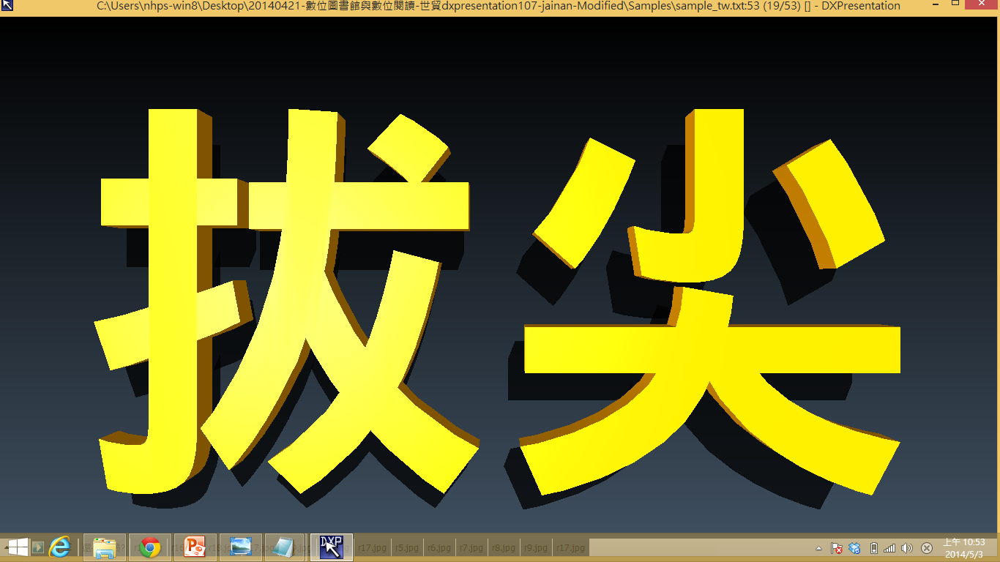 C:\Users\nhps-win8\Desktop\20140421-數位圖書館與數位閱讀-世貿dxpresentation107-jainan-Modified\Samples\sample_tw.txt:53 (19/53) [] - DXPresentation
拔尖
DXP
r17.jpg r5.jpg r6.jpg r7.jpg r8.jpg r9.jpg r17.jpg
上午 10:53
2014/5/3